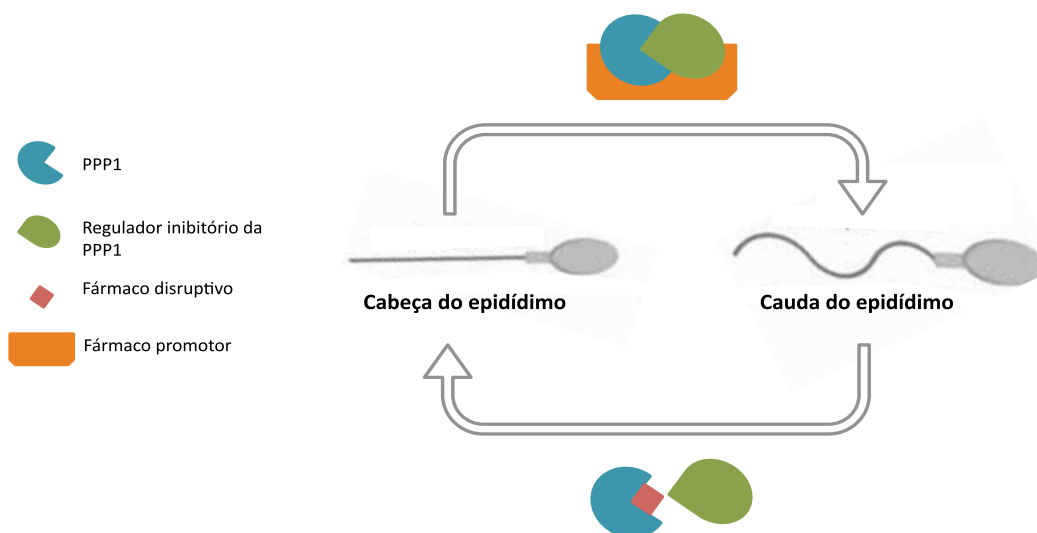 PPP1
Regulador inibitório da
PPP1
Fármaco disruptivo
Fármaco promotor
Cabeça do epidídimo
Cauda do epidídimo